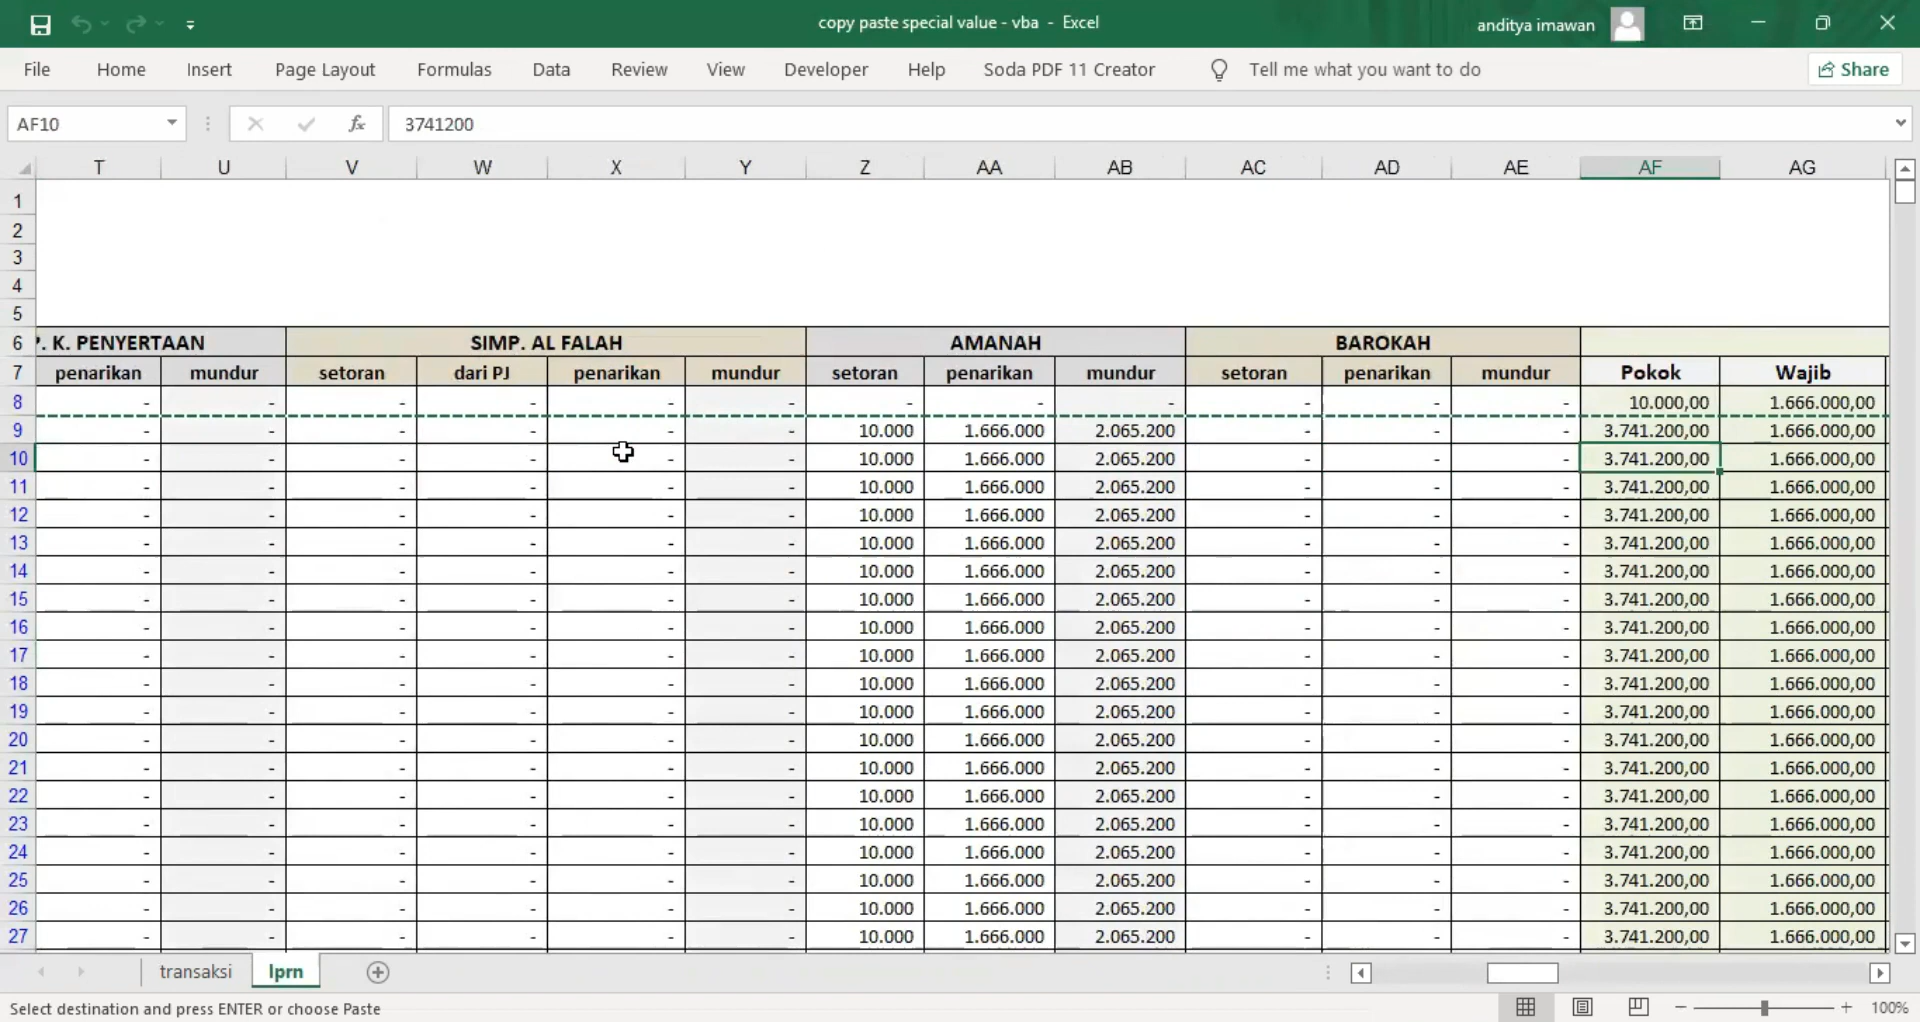 copy paste special value - vba - Excel
anditya imawan
File Home Insert Page Layout Formulas Data Review View Developer Help Soda PDF 11 Creator Tell me what you want to do Share
AF10 fx 3741200
T U V W X Y Z AA AB AC AD AE AF AG
1
2
3
4
5
6 P. K. PENYERTAAN SIMP. AL FALAH AMANAH BAROKAH
7 penarikan mundur setoran dari PJ penarikan mundur setoran penarikan mundur setoran penarikan mundur Pokok Wajib
8 - - - - - - - - - - - - 10.000,00 1.666.000,00
9 - - - - - - 10.000 1.666.000 2.065.200 - - - 3.741.200,00 1.666.000,00
10 - - - - - - 10.000 1.666.000 2.065.200 - - - 3.741.200,00 1.666.000,00
11 - - - - - - 10.000 1.666.000 2.065.200 - - - 3.741.200,00 1.666.000,00
12 - - - - - - 10.000 1.666.000 2.065.200 - - - 3.741.200,00 1.666.000,00
13 - - - - - - 10.000 1.666.000 2.065.200 - - - 3.741.200,00 1.666.000,00
14 - - - - - - 10.000 1.666.000 2.065.200 - - - 3.741.200,00 1.666.000,00
15 - - - - - - 10.000 1.666.000 2.065.200 - - - 3.741.200,00 1.666.000,00
16 - - - - - - 10.000 1.666.000 2.065.200 - - - 3.741.200,00 1.666.000,00
17 - - - - - - 10.000 1.666.000 2.065.200 - - - 3.741.200,00 1.666.000,00
18 - - - - - - 10.000 1.666.000 2.065.200 - - - 3.741.200,00 1.666.000,00
19 - - - - - - 10.000 1.666.000 2.065.200 - - - 3.741.200,00 1.666.000,00
20 - - - - - - 10.000 1.666.000 2.065.200 - - - 3.741.200,00 1.666.000,00
21 - - - - - - 10.000 1.666.000 2.065.200 - - - 3.741.200,00 1.666.000,00
22 - - - - - - 10.000 1.666.000 2.065.200 - - - 3.741.200,00 1.666.000,00
23 - - - - - - 10.000 1.666.000 2.065.200 - - - 3.741.200,00 1.666.000,00
24 - - - - - - 10.000 1.666.000 2.065.200 - - - 3.741.200,00 1.666.000,00
25 - - - - - - 10.000 1.666.000 2.065.200 - - - 3.741.200,00 1.666.000,00
26 - - - - - - 10.000 1.666.000 2.065.200 - - - 3.741.200,00 1.666.000,00
27 - - - - - - 10.000 1.666.000 2.065.200 - - - 3.741.200,00 1.666.000,00
transaksi lprn
Select destination and press ENTER or choose Paste 100%